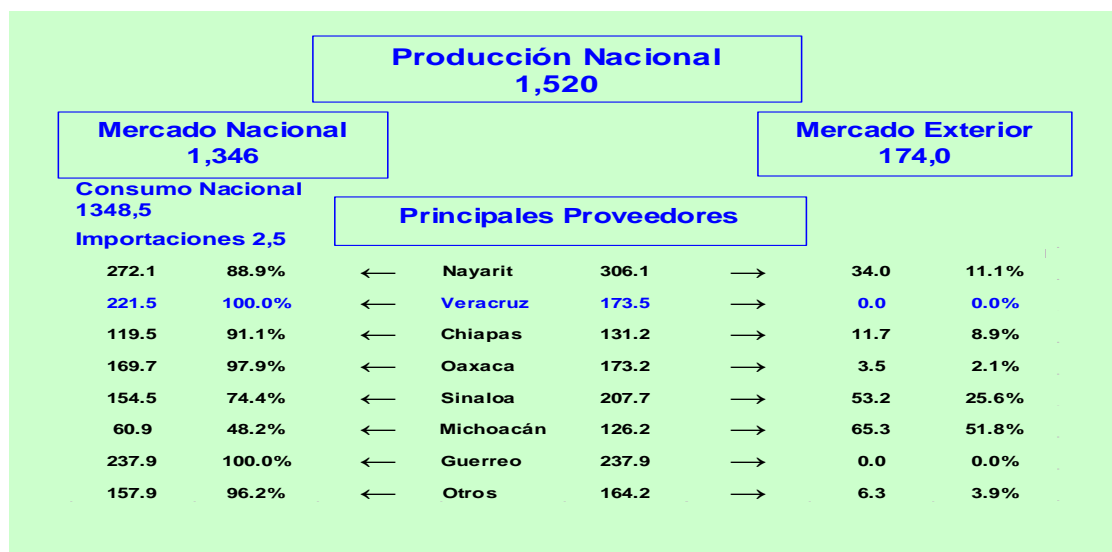 Producción Nacional
1,520
Mercado Nacional
1,346
Mercado Exterior
174,0
Consumo Nacional
1348,5
Importaciones 2,5
Principales Proveedores
272.1 88.9% ← Nayarit 306.1 → 34.0 11.1%
221.5 100.0% ← Veracruz 173.5 → 0.0 0.0%
119.5 91.1% ← Chiapas 131.2 → 11.7 8.9%
169.7 97.9% ← Oaxaca 173.2 → 3.5 2.1%
154.5 74.4% ← Sinaloa 207.7 → 53.2 25.6%
60.9 48.2% ← Michoacán 126.2 → 65.3 51.8%
237.9 100.0% ← Guerreo 237.9 → 0.0 0.0%
157.9 96.2% ← Otros 164.2 → 6.3 3.9%